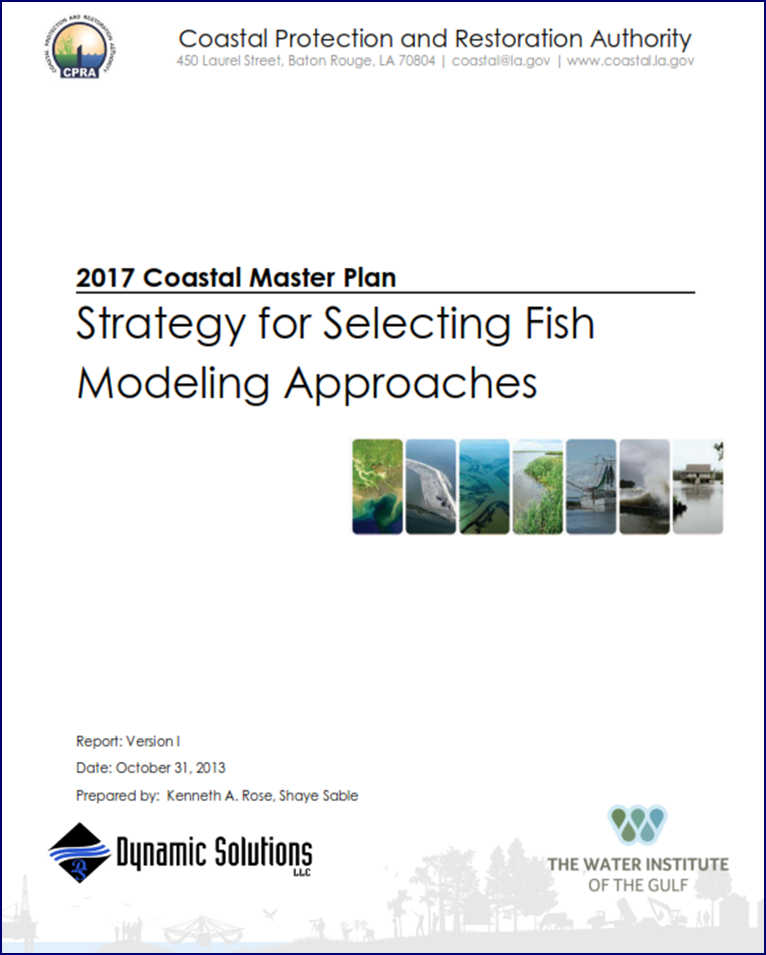 Coastal Protection and Restoration Authority
450 Laurel Street, Baton Rouge, LA 70804 | coastal@la.gov | www.coastal.la.gov
COASTAL PROTECTION AND RESTORATION AUTHORITY
CPRA
2017 Coastal Master Plan
Strategy for Selecting Fish
Modeling Approaches
Report: Version I
Date: October 31, 2013
Prepared by: Kenneth A. Rose, Shaye Sable
Dynamic Solutions
LLC
THE WATER INSTITUTE
OF THE GULF